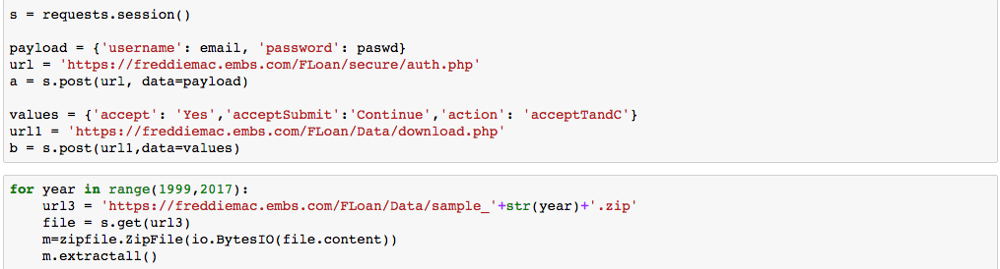 s = requests.session()
payload = {'username': email, 'password': paswd}
url = 'https://freddiemac.embs.com/FLoan/secure/auth.php'
a = s.post(url, data=payload)
values = {'accept': 'Yes','acceptSubmit':'Continue','action': 'acceptTandC'}
url1 = 'https://freddiemac.embs.com/FLoan/Data/download.php'
b = s.post(url1,data=values)
for year in range(1999,2017):
    url3 = 'https://freddiemac.embs.com/FLoan/Data/sample_'+str(year)+'.zip'
    file = s.get(url3)
    m=zipfile.ZipFile(io.BytesIO(file.content))
    m.extractall()